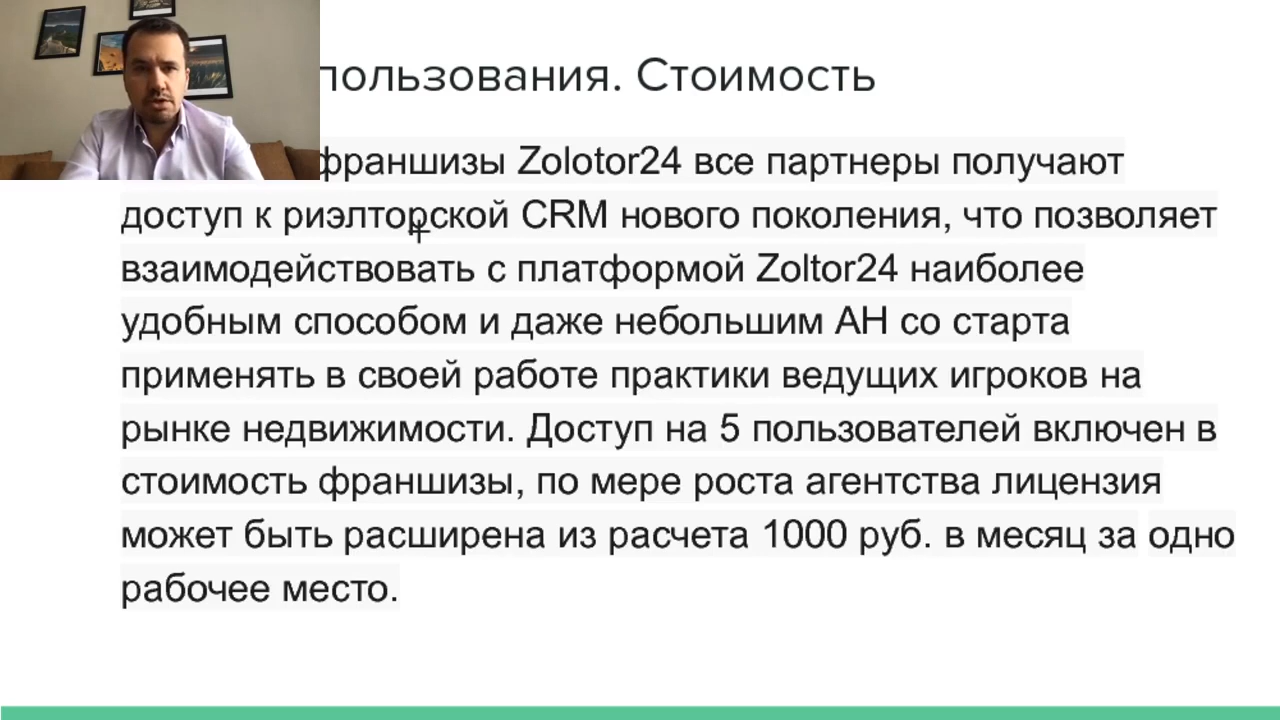 пользования. Стоимость
франшизы Zolotor24 все партнеры получают
доступ к риэлторской CRM нового поколения, что позволяет
взаимодействовать с платформой Zoltor24 наиболее
удобным способом и даже небольшим АН со старта
применять в своей работе практики ведущих игроков на
рынке недвижимости. Доступ на 5 пользователей включен в
стоимость франшизы, по мере роста агентства лицензия
может быть расширена из расчета 1000 руб. в месяц за одно
рабочее место.